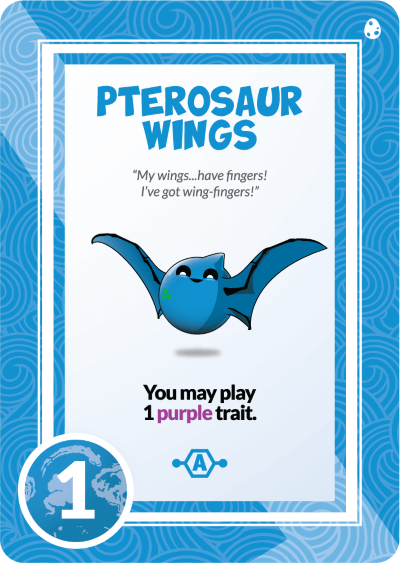 PTEROSAUR
WINGS
“My wings...have fingers!
I’ve got wing-fingers!”
You may play
1 purple trait.
A
1